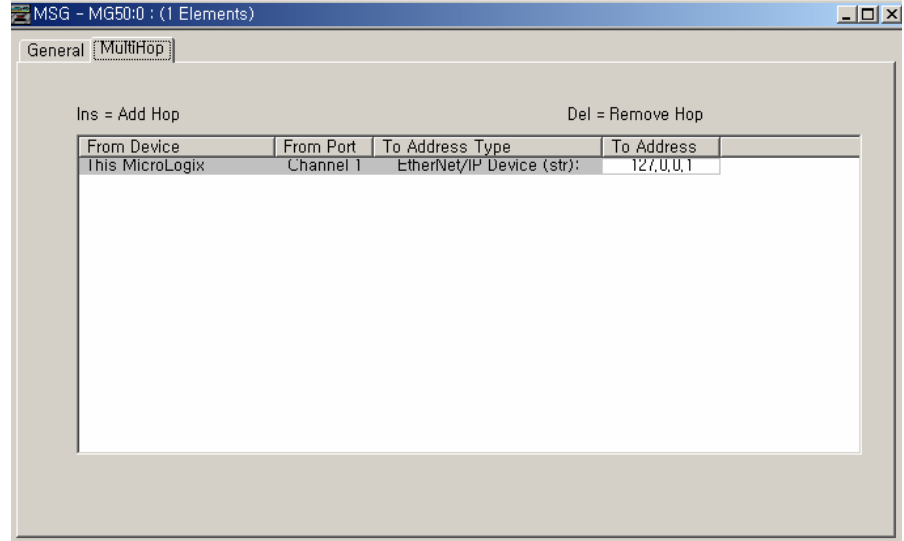 MSG - MG50:0 : (1 Elements)
General MultiHop
Ins = Add Hop Del = Remove Hop
From Device From Port To Address Type To Address
This MicroLogix Channel 1 EtherNet/IP Device (str): 127.0.0.1